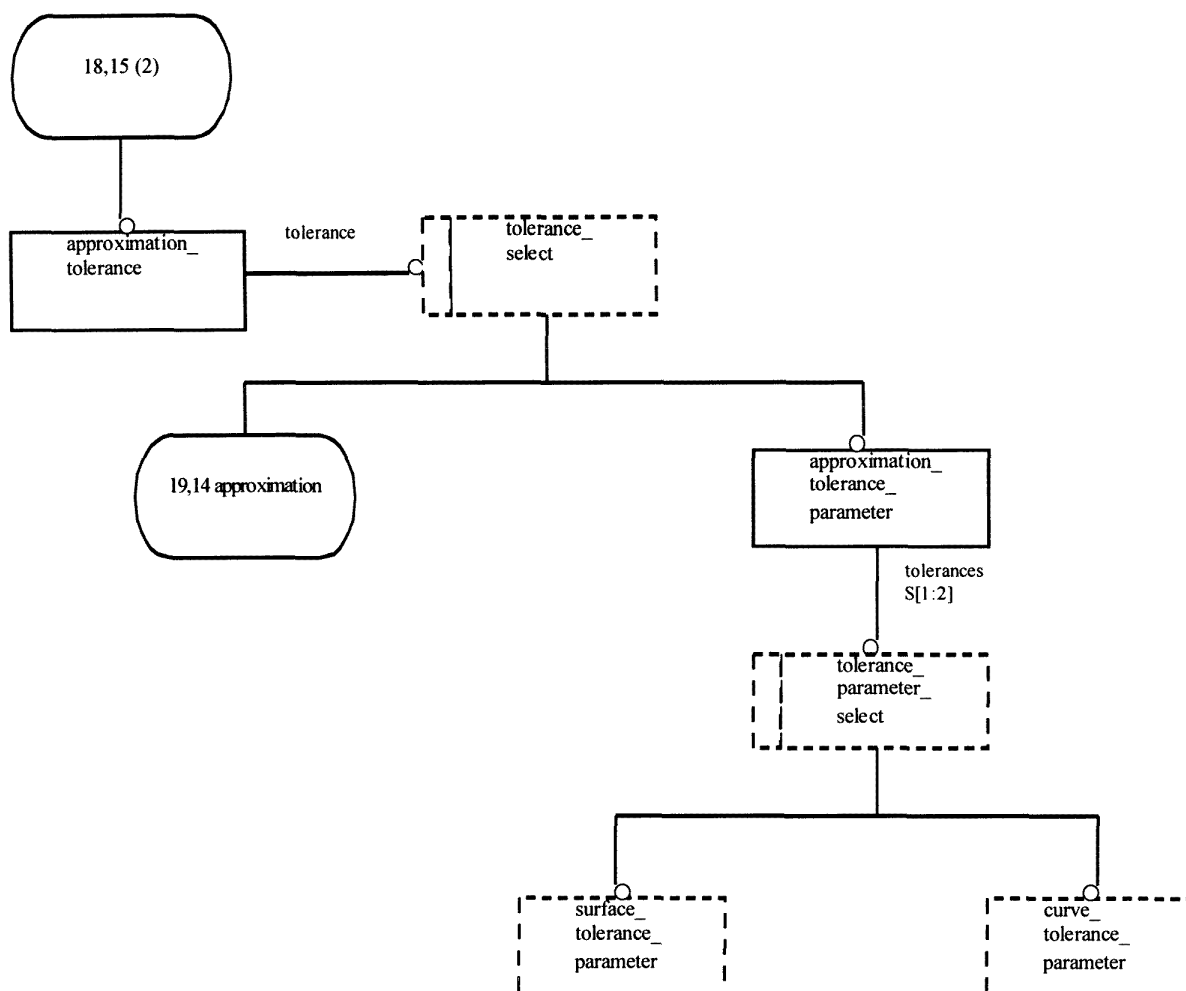 18,15 (2)
approximation_
tolerance
tolerance
tolerance_
select
19,14 approximation
approximation_
tolerance_
parameter
tolerances
S[1:2]
tolerance_
parameter_
select
surface_
tolerance_
parameter
curve_
tolerance_
parameter